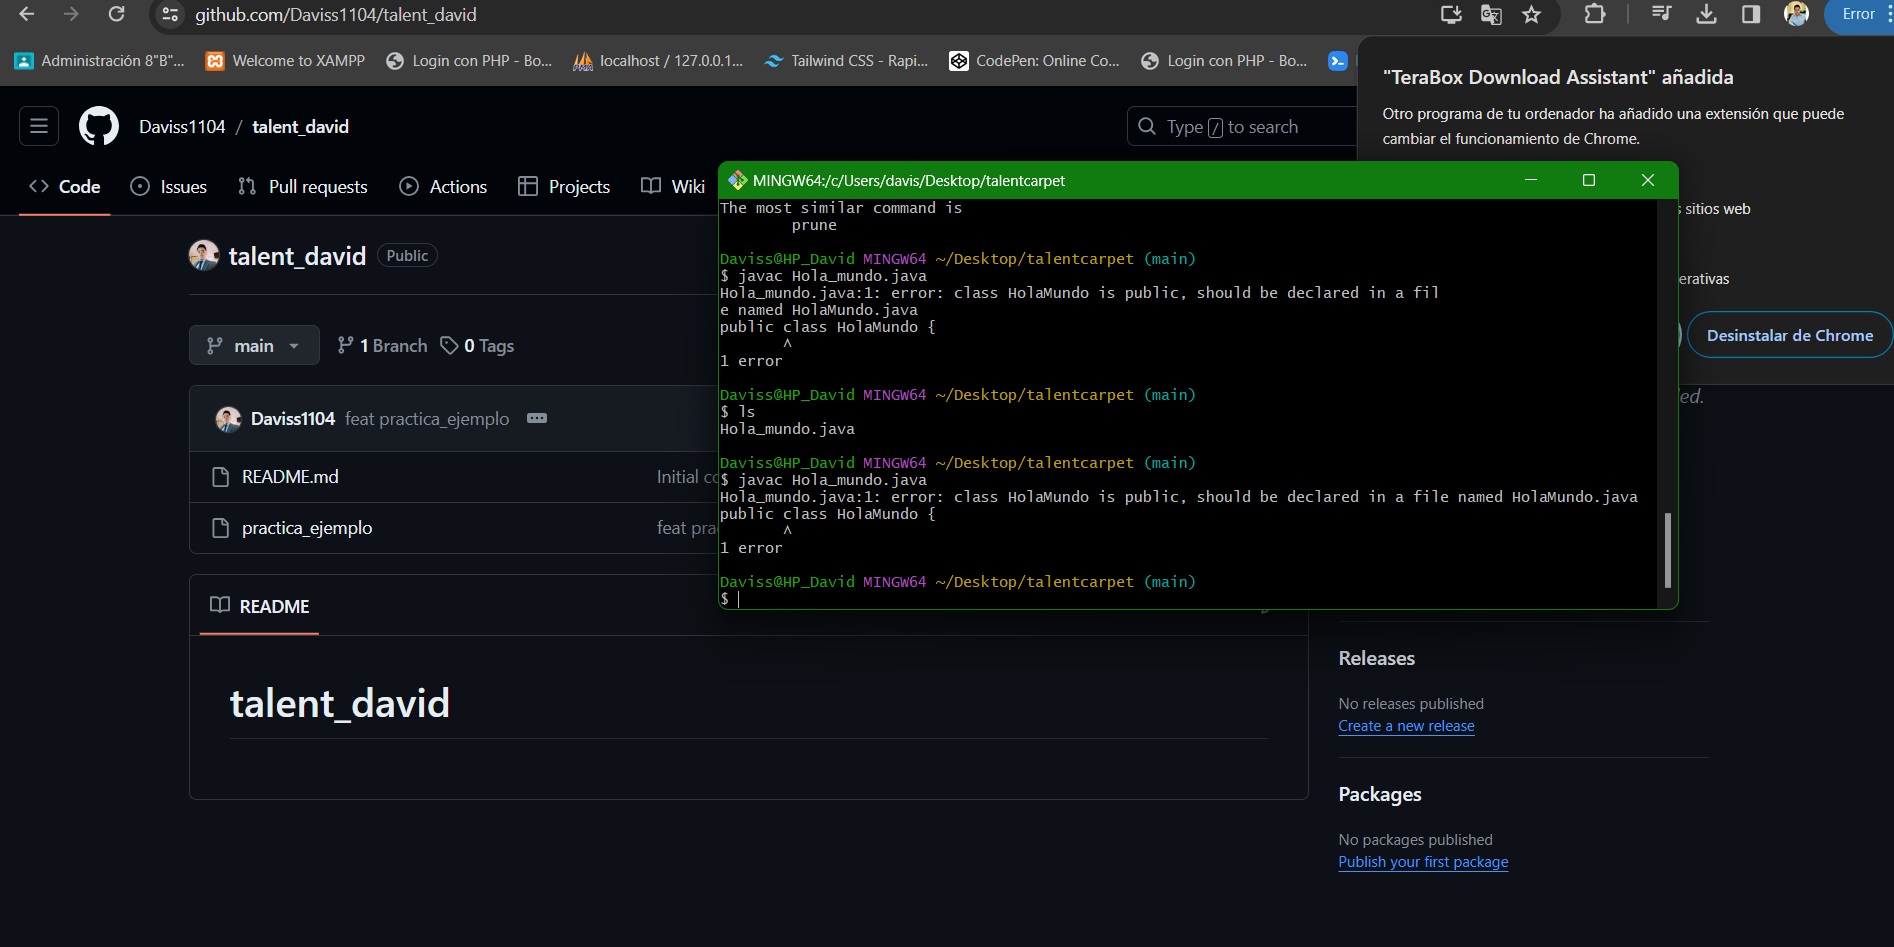 github.com/Daviss1104/talent_david
Error
Administración 8"B"...
Welcome to XAMPP
Login con PHP - Bo...
localhost / 127.0.0.1...
Tailwind CSS - Rapi...
CodePen: Online Co...
Login con PHP - Bo...
"TeraBox Download Assistant" añadida
Otro programa de tu ordenador ha añadido una extensión que puede
cambiar el funcionamiento de Chrome.
sitios web
erativas
Desinstalar de Chrome
Daviss1104 / talent_david
Type / to search
Code
Issues
Pull requests
Actions
Projects
Wiki
talent_david Public
main
1 Branch
0 Tags
Daviss1104 feat practica_ejemplo
README.md
Initial co
practica_ejemplo
feat pra
README
talent_david
MINGW64:/c/Users/davis/Desktop/talentcarpet
The most similar command is
prune
Daviss@HP_David MINGW64 ~/Desktop/talentcarpet (main)
$ javac Hola_mundo.java
Hola_mundo.java:1: error: class HolaMundo is public, should be declared in a fil
e named HolaMundo.java
public class HolaMundo {
^
1 error
Daviss@HP_David MINGW64 ~/Desktop/talentcarpet (main)
$ ls
Hola_mundo.java
Daviss@HP_David MINGW64 ~/Desktop/talentcarpet (main)
$ javac Hola_mundo.java
Hola_mundo.java:1: error: class HolaMundo is public, should be declared in a file named HolaMundo.java
public class HolaMundo {
^
1 error
Daviss@HP_David MINGW64 ~/Desktop/talentcarpet (main)
$
ed.
Releases
No releases published
Create a new release
Packages
No packages published
Publish your first package